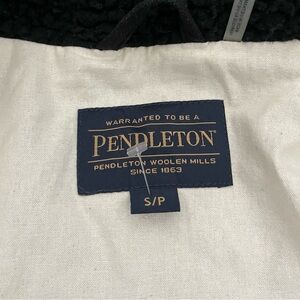 WARRANTED TO BE A
PENDLETON
PENDLETON WOOLEN MILLS
SINCE 1863
S/P